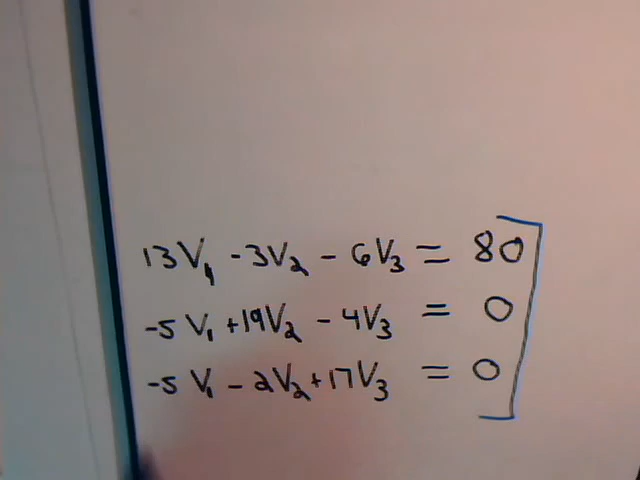 13V₁ - 3V₂ - 6V₃ = 80
-5V₁ + 19V₂ - 4V₃ = 0
-5V₁ - 2V₂ + 17V₃ = 0